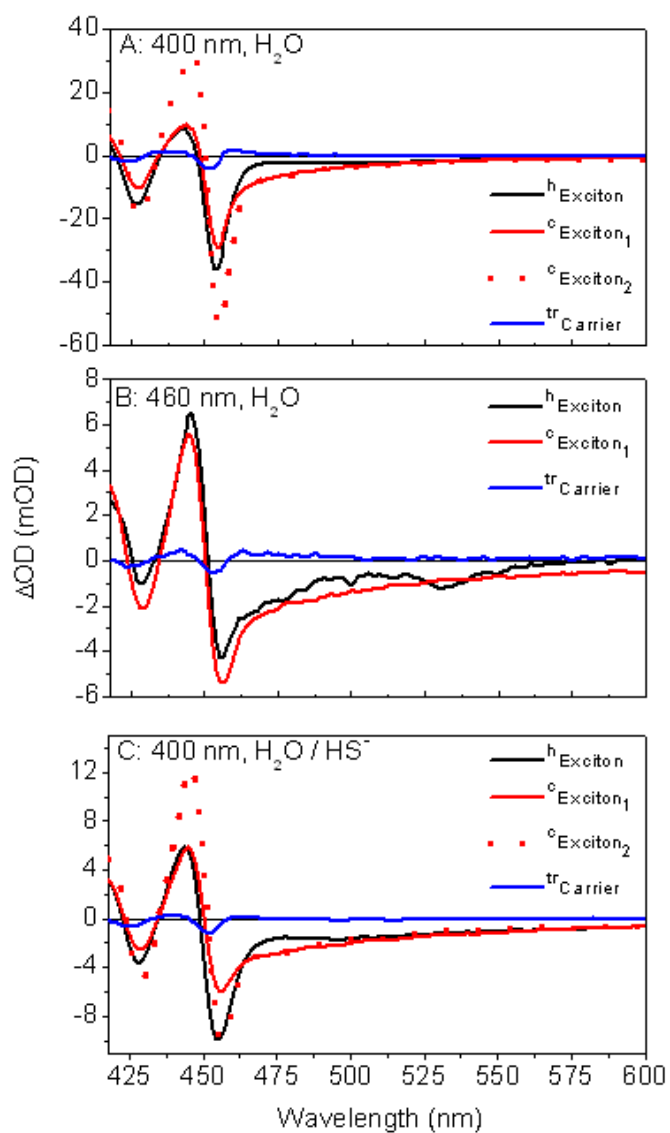 A: 400 nm, H₂O
40
20
0
-20
-40
-60
ʰExciton
ᶜExciton₁
ᶜExciton₂
ᵗʳCarrier
B: 460 nm, H₂O
8
6
4
2
0
-2
-4
-6
ʰExciton
ᶜExciton₁
ᵗʳCarrier
ΔOD (mOD)
C: 400 nm, H₂O / HS⁻
12
8
4
0
-4
-8
ʰExciton
ᶜExciton₁
ᶜExciton₂
ᵗʳCarrier
425 450 475 500 525 550 575 600
Wavelength (nm)